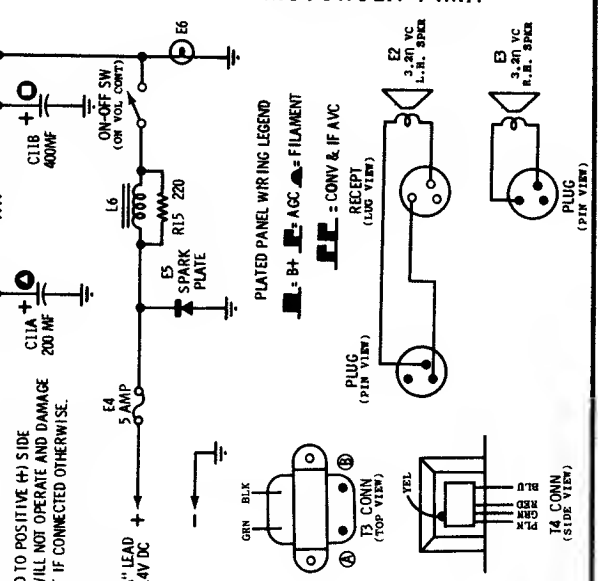 E6
ON-OFF SW
(ON VOL CONT)
C11B
400MF
+
L6
R15 220
E5
SPARK
PLATE
C11A
200 MF
+
E4
5 AMP
D TO POSITIVE (+) SIDE
ILL NOT OPERATE AND DAMAGE
IF CONNECTED OTHERWISE.
" LEAD
4V DC
+
−
PLATED PANEL WIRING LEGEND
= B+
= AGC
= FILAMENT
= CONV & IF AVC
E2
3.2Ω VC
L.H. SPKR
E3
3.2Ω VC
R.H. SPKR
RECEPT
(LUG VIEW)
PLUG
(PIN VIEW)
PLUG
(PIN VIEW)
GRN
BLK
A
B
T3 CONN
(TOP VIEW)
YEL
PLN
GRN
RED
BLU
T4 CONN
(SIDE VIEW)